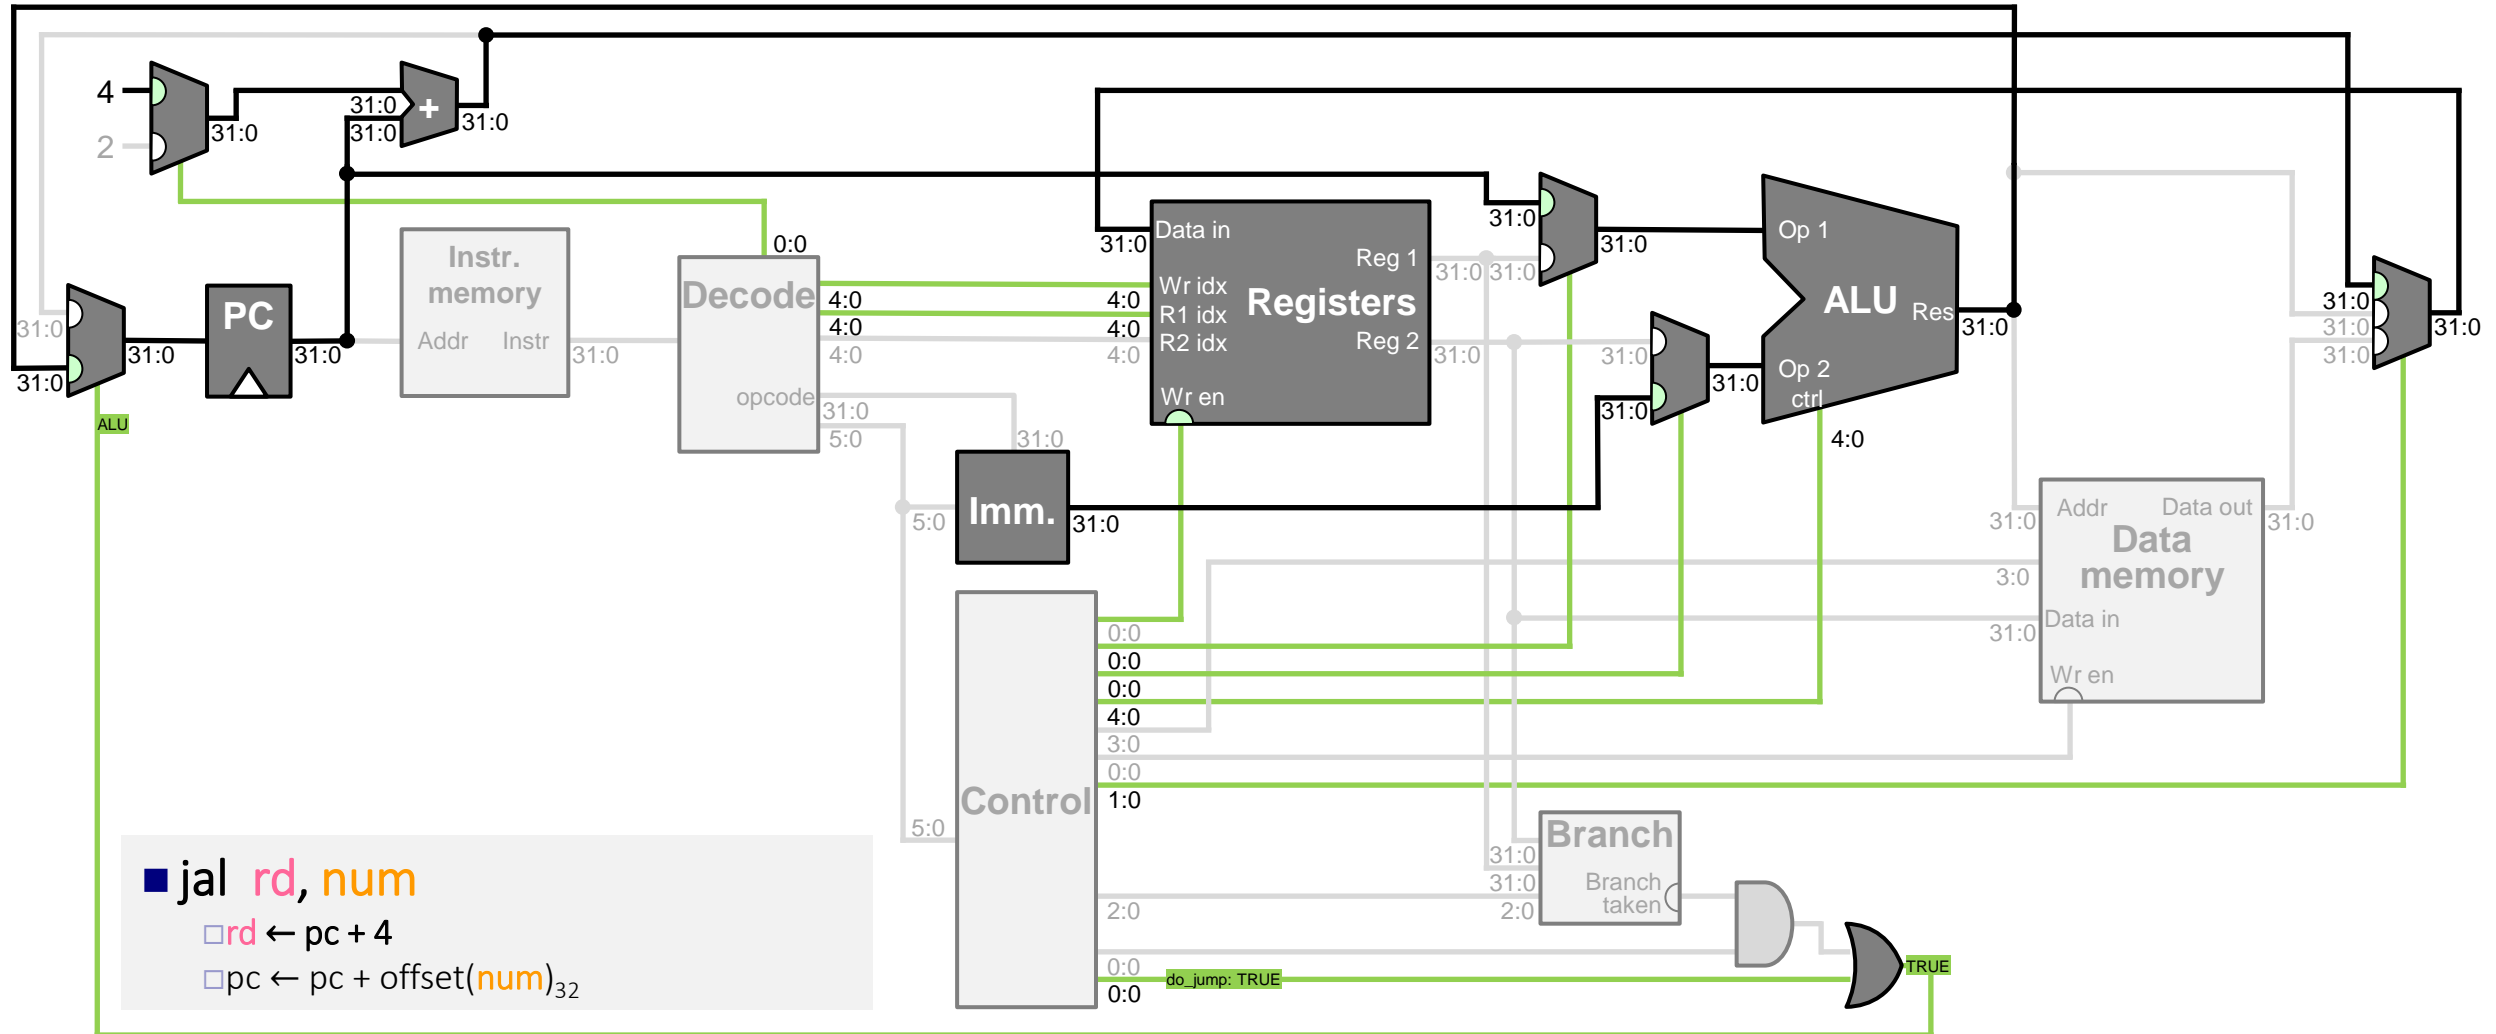 4
31:0
31:0
+
31:0
31:0
2
0:0
31:0
Data in
31:0
31:0
Op 1
Instr.
memory
Decode
Reg 1
31:0
31:0
Wr idx
4:0
4:0
Registers
ALU
Res
31:0
31:0
PC
R1 idx
4:0
4:0
31:0
31:0
31:0
31:0
31:0
Addr
Instr
31:0
R2 idx
4:0
4:0
Reg 2
31:0
31:0
31:0
31:0
Op 2
ctrl
31:0
31:0
opcode
31:0
Wr en
ALU
5:0
31:0
4:0
5:0
Imm.
31:0
31:0
Addr
Data out
31:0
Data
memory
3:0
Data in
31:0
Wr en
0:0
0:0
0:0
4:0
3:0
0:0
1:0
Control
5:0
Branch
31:0
31:0
Branch
taken
2:0
2:0
0:0
do_jump: TRUE
TRUE
0:0
jal rd, num
rd ← pc + 4
pc ← pc + offset(num)32